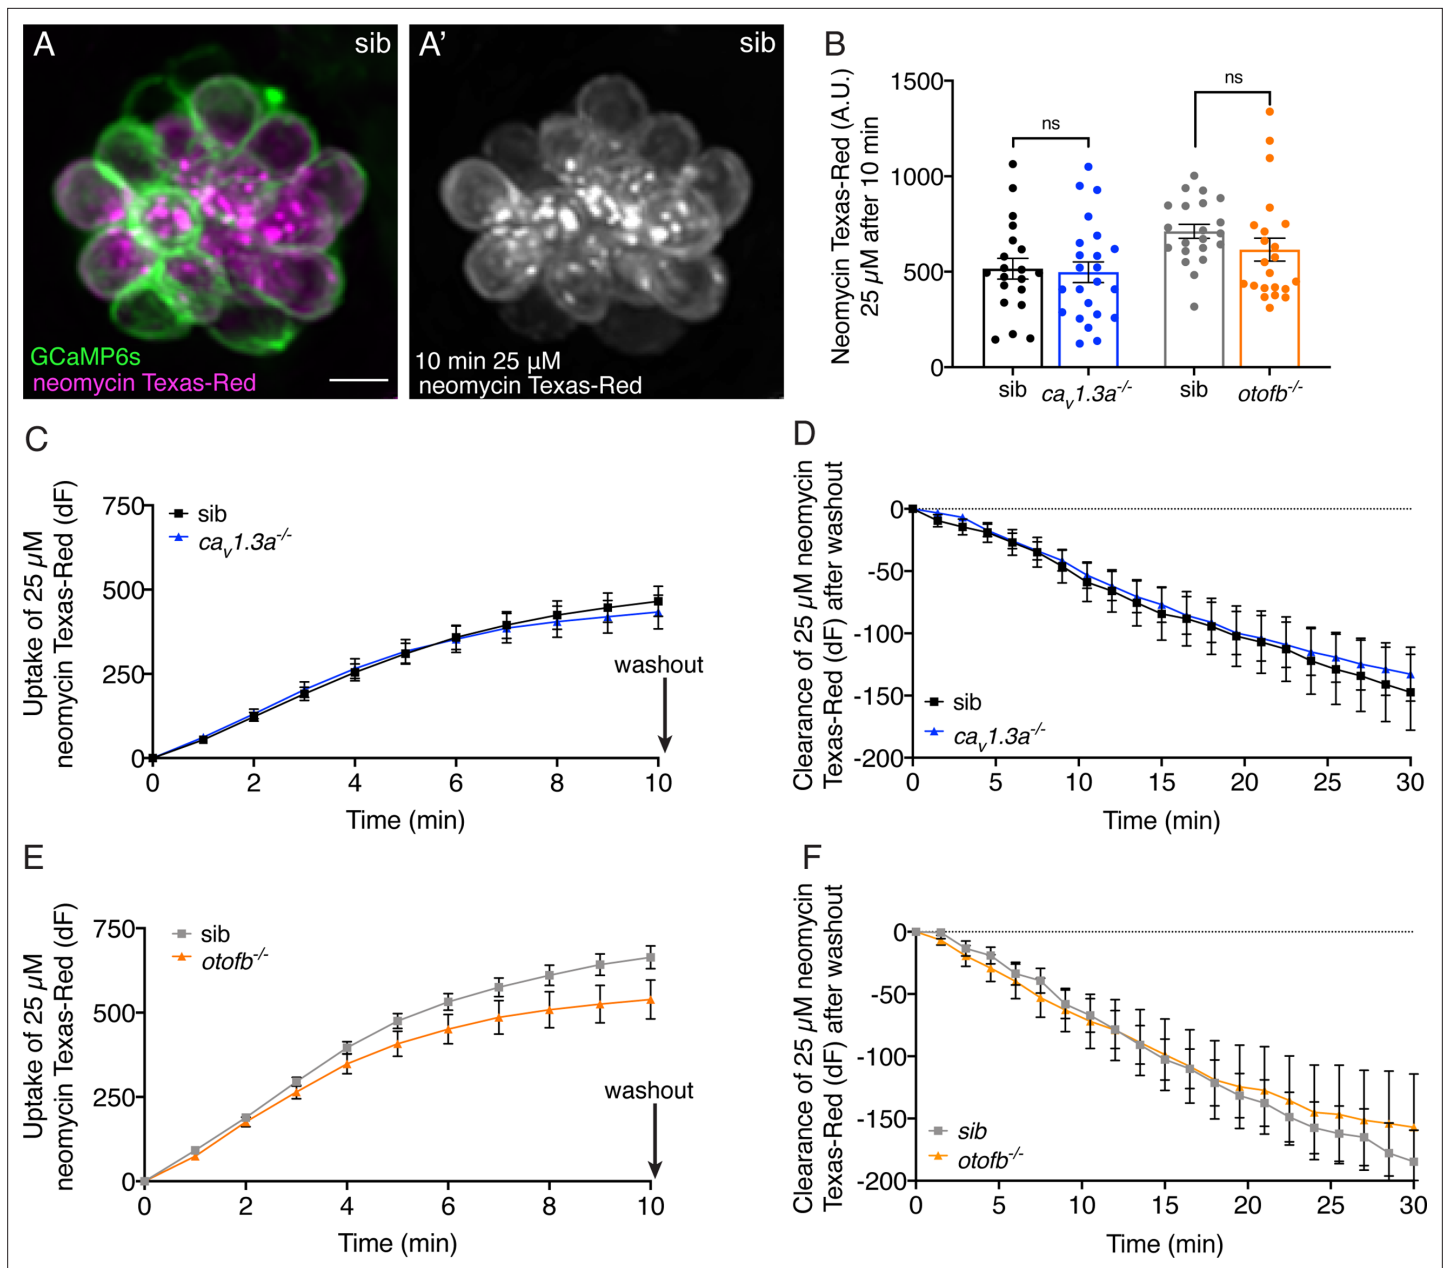 A
sib
GCaMP6s
neomycin Texas-Red
A'
sib
10 min 25 µM
neomycin Texas-Red
B
Neomycin Texas-Red (A.U.)
25 µM after 10 min
1500
1000
500
0
ns
ns
sib
cav1.3a-/-
sib
otofb-/-
C
Uptake of 25 µM
neomycin Texas-Red (dF)
750
500
250
0
sib
cav1.3a-/-
washout
0 2 4 6 8 10
Time (min)
D
Clearance of 25 µM neomycin
Texas-Red (dF) after washout
0
-50
-100
-150
-200
sib
cav1.3a-/-
0 5 10 15 20 25 30
Time (min)
E
Uptake of 25 µM
neomycin Texas-Red (dF)
750
500
250
0
sib
otofb-/-
washout
0 2 4 6 8 10
Time (min)
F
Clearance of 25 µM neomycin
Texas-Red (dF) after washout
0
-50
-100
-150
-200
sib
otofb-/-
0 5 10 15 20 25 30
Time (min)